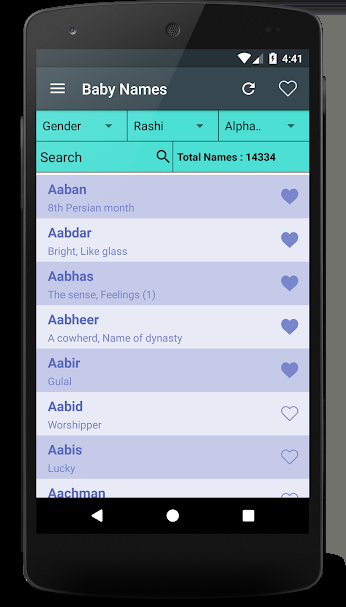 4:41
Baby Names
Gender Rashi Alpha..
Search Total Names : 14334
Aaban
8th Persian month
Aabdar
Bright, Like glass
Aabhas
The sense, Feelings (1)
Aabheer
A cowherd, Name of dynasty
Aabir
Gulal
Aabid
Worshipper
Aabis
Lucky
Aachman